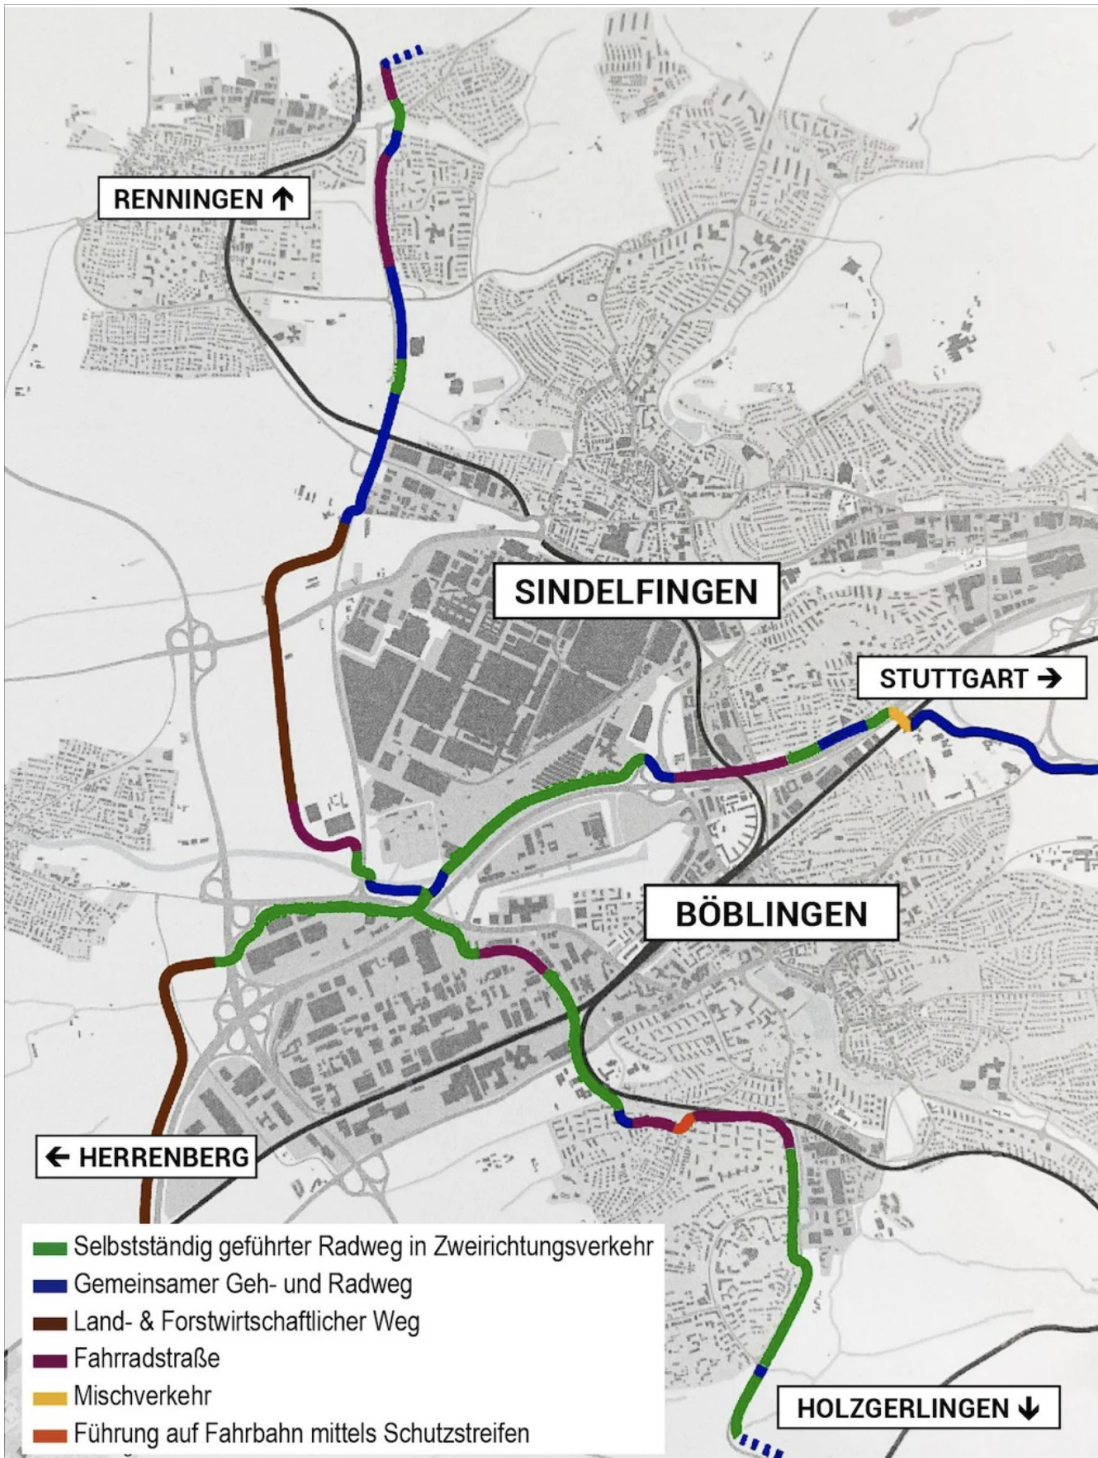 RENNINGEN ↑
SINDELFINGEN
STUTTGART →
BÖBLINGEN
← HERRENBERG
Selbstständig geführter Radweg in Zweirichtungsverkehr
Gemeinsamer Geh- und Radweg
Land- & Forstwirtschaftlicher Weg
Fahrradstraße
Mischverkehr
Führung auf Fahrbahn mittels Schutzstreifen
HOLZGERLINGEN ↓